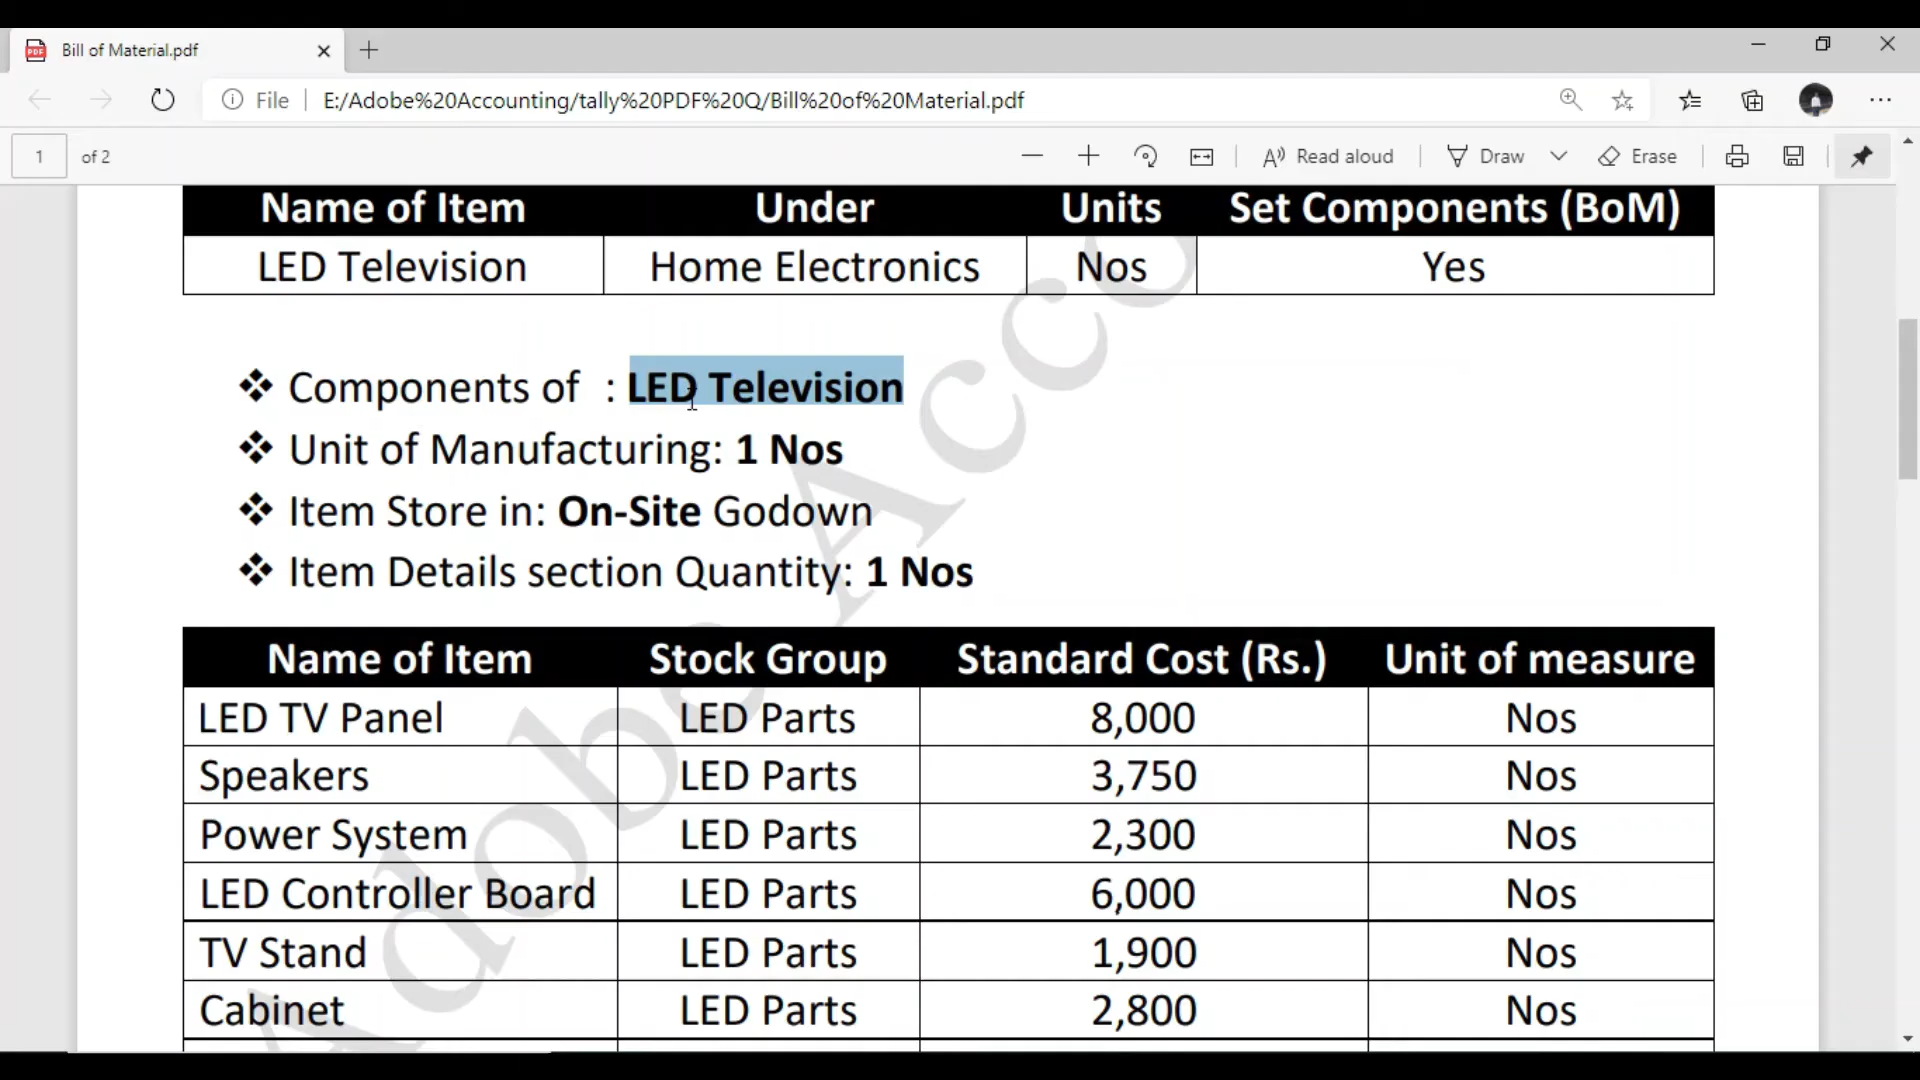 Bill of Material.pdf
File E:/Adobe%20Accounting/tally%20PDF%20Q/Bill%20of%20Material.pdf
1 of 2 Read aloud Draw Erase
Name of Item Under Units Set Components (BoM)
LED Television Home Electronics Nos Yes
❖ Components of : LED Television
❖ Unit of Manufacturing: 1 Nos
❖ Item Store in: On-Site Godown
❖ Item Details section Quantity: 1 Nos
Name of Item Stock Group Standard Cost (Rs.) Unit of measure
LED TV Panel LED Parts 8,000 Nos
Speakers LED Parts 3,750 Nos
Power System LED Parts 2,300 Nos
LED Controller Board LED Parts 6,000 Nos
TV Stand LED Parts 1,900 Nos
Cabinet LED Parts 2,800 Nos
Adobe Acco